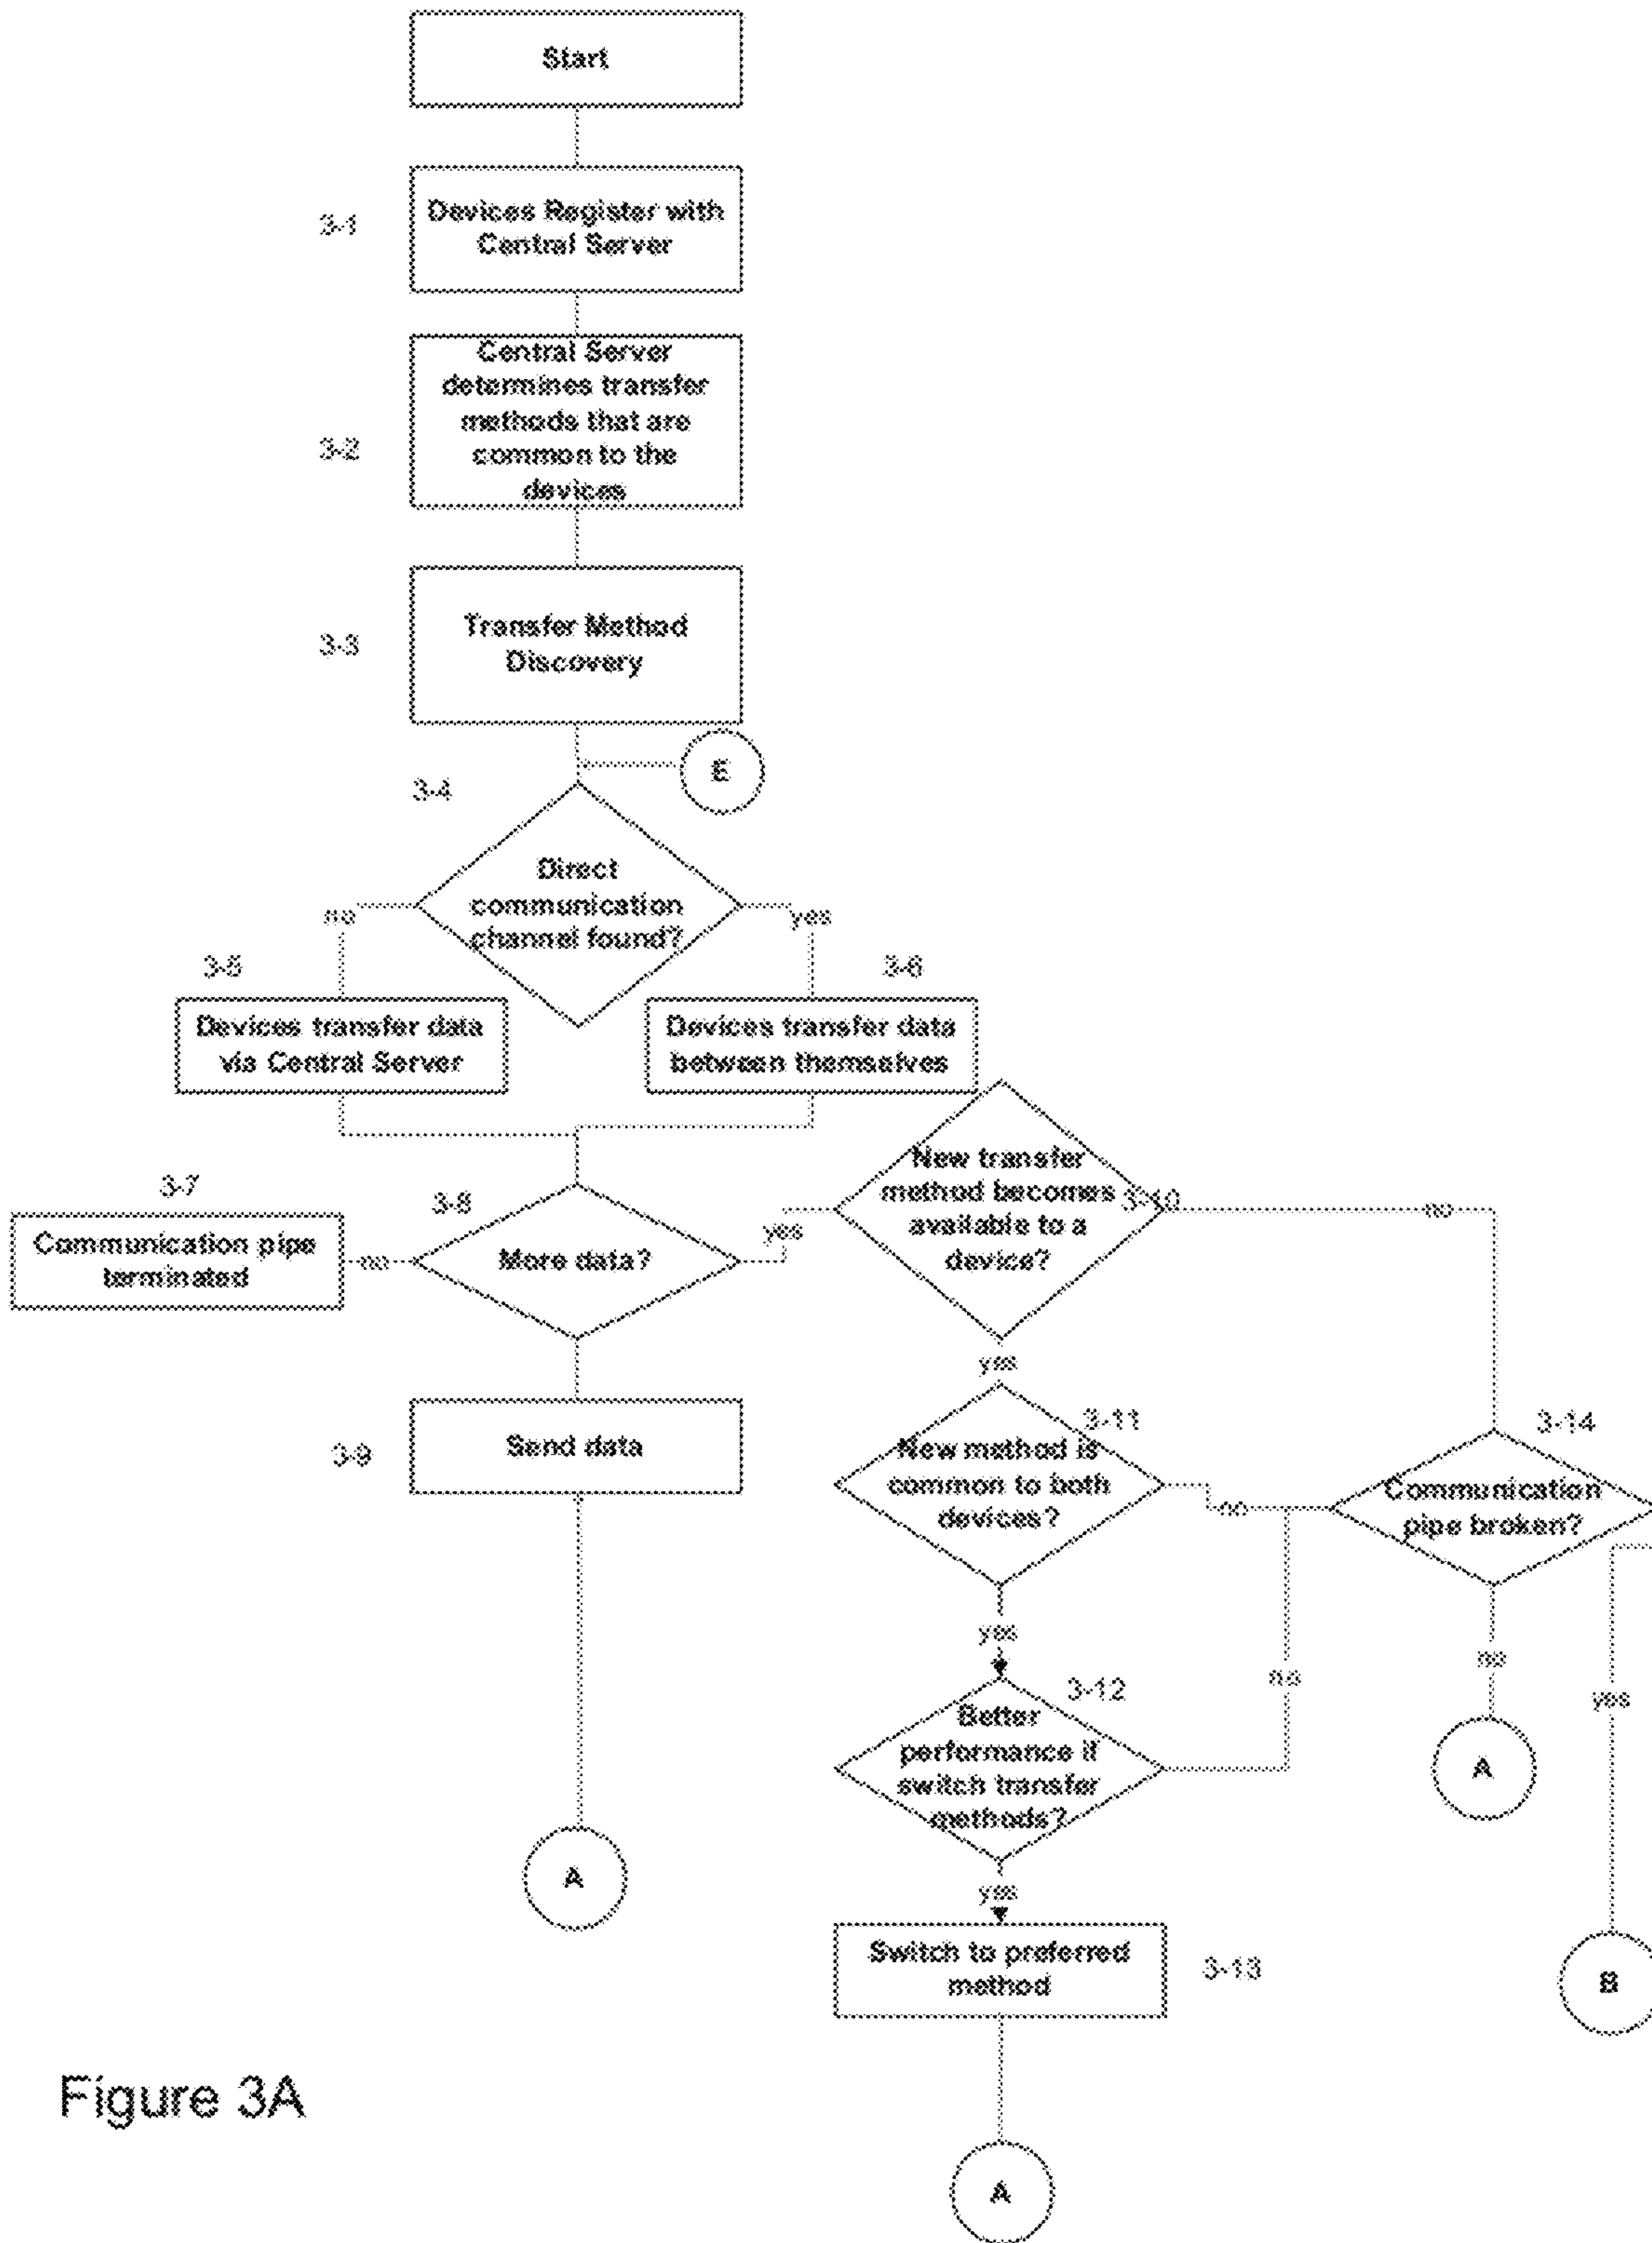 Start
3-1
Devices Register with
Central Server
3-2
Central Server
determines transfer
methods that are
common to the
devices
3-3
Transfer Method
Discovery
E
3-4
Direct
communication
channel found?
no
yes
3-5
3-6
Devices transfer data
via Central Server
Devices transfer data
between themselves
3-7
Communication pipe
terminated
no
3-8
More data?
yes
New transfer
method becomes
available to a
device?
3-10
no
yes
3-9
Send data
3-11
New method is
common to both
devices?
no
3-14
Communication
pipe broken?
yes
no
no
yes
3-12
Better
performance if
switch transfer
methods?
A
A
yes
Switch to preferred
method
3-13
B
Figure 3A
A